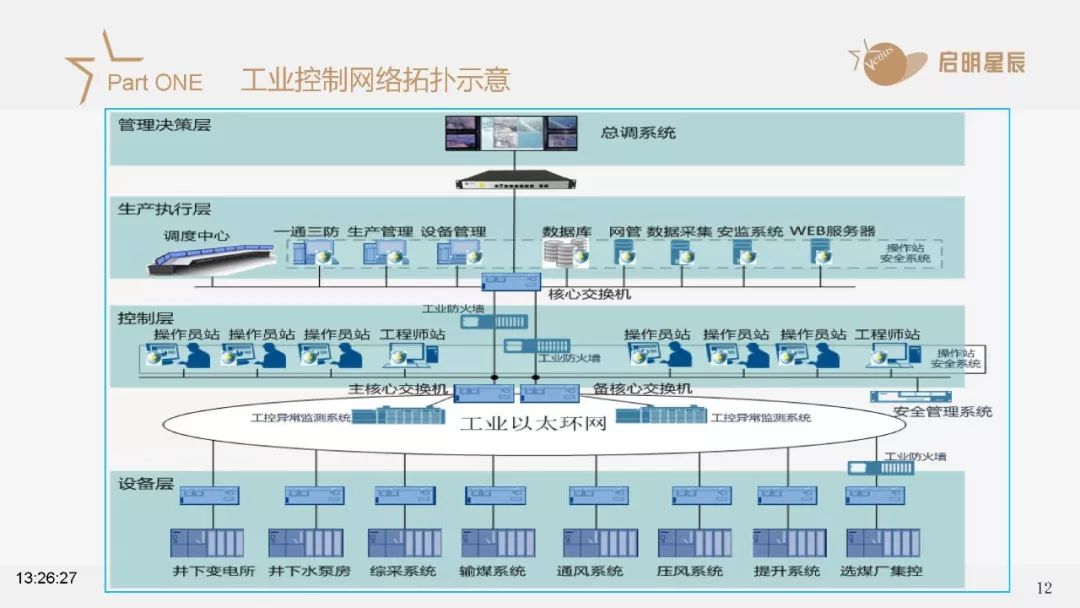 Part ONE 工业控制网络拓扑示意
Venus 启明星辰
管理决策层
总调系统
生产执行层
调度中心 一通三防 生产管理 设备管理 数据库 网管 数据采集 安监系统 WEB服务器
操作站
安全系统
核心交换机
工业防火墙
控制层
操作员站 操作员站 操作员站 工程师站 操作员站 操作员站 操作员站 工程师站
工业防火墙
操作站
安全系统
主核心交换机 备核心交换机
安全管理系统
工控异常监测系统 工业以太环网 工控异常监测系统
工业防火墙
设备层
井下变电所 井下水泵房 综采系统 输煤系统 通风系统 压风系统 提升系统 选煤厂集控
13:26:27
12